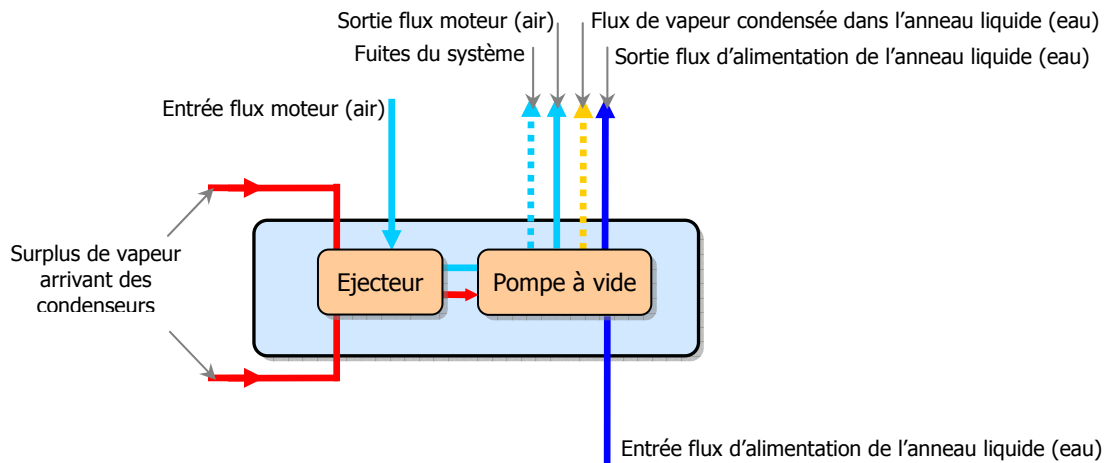 Sortie flux moteur (air)
Flux de vapeur condensée dans l’anneau liquide (eau)
Fuites du système
Sortie flux d’alimentation de l’anneau liquide (eau)
Entrée flux moteur (air)
Surplus de vapeur
arrivant des
condenseurs
Ejecteur
Pompe à vide
Entrée flux d’alimentation de l’anneau liquide (eau)